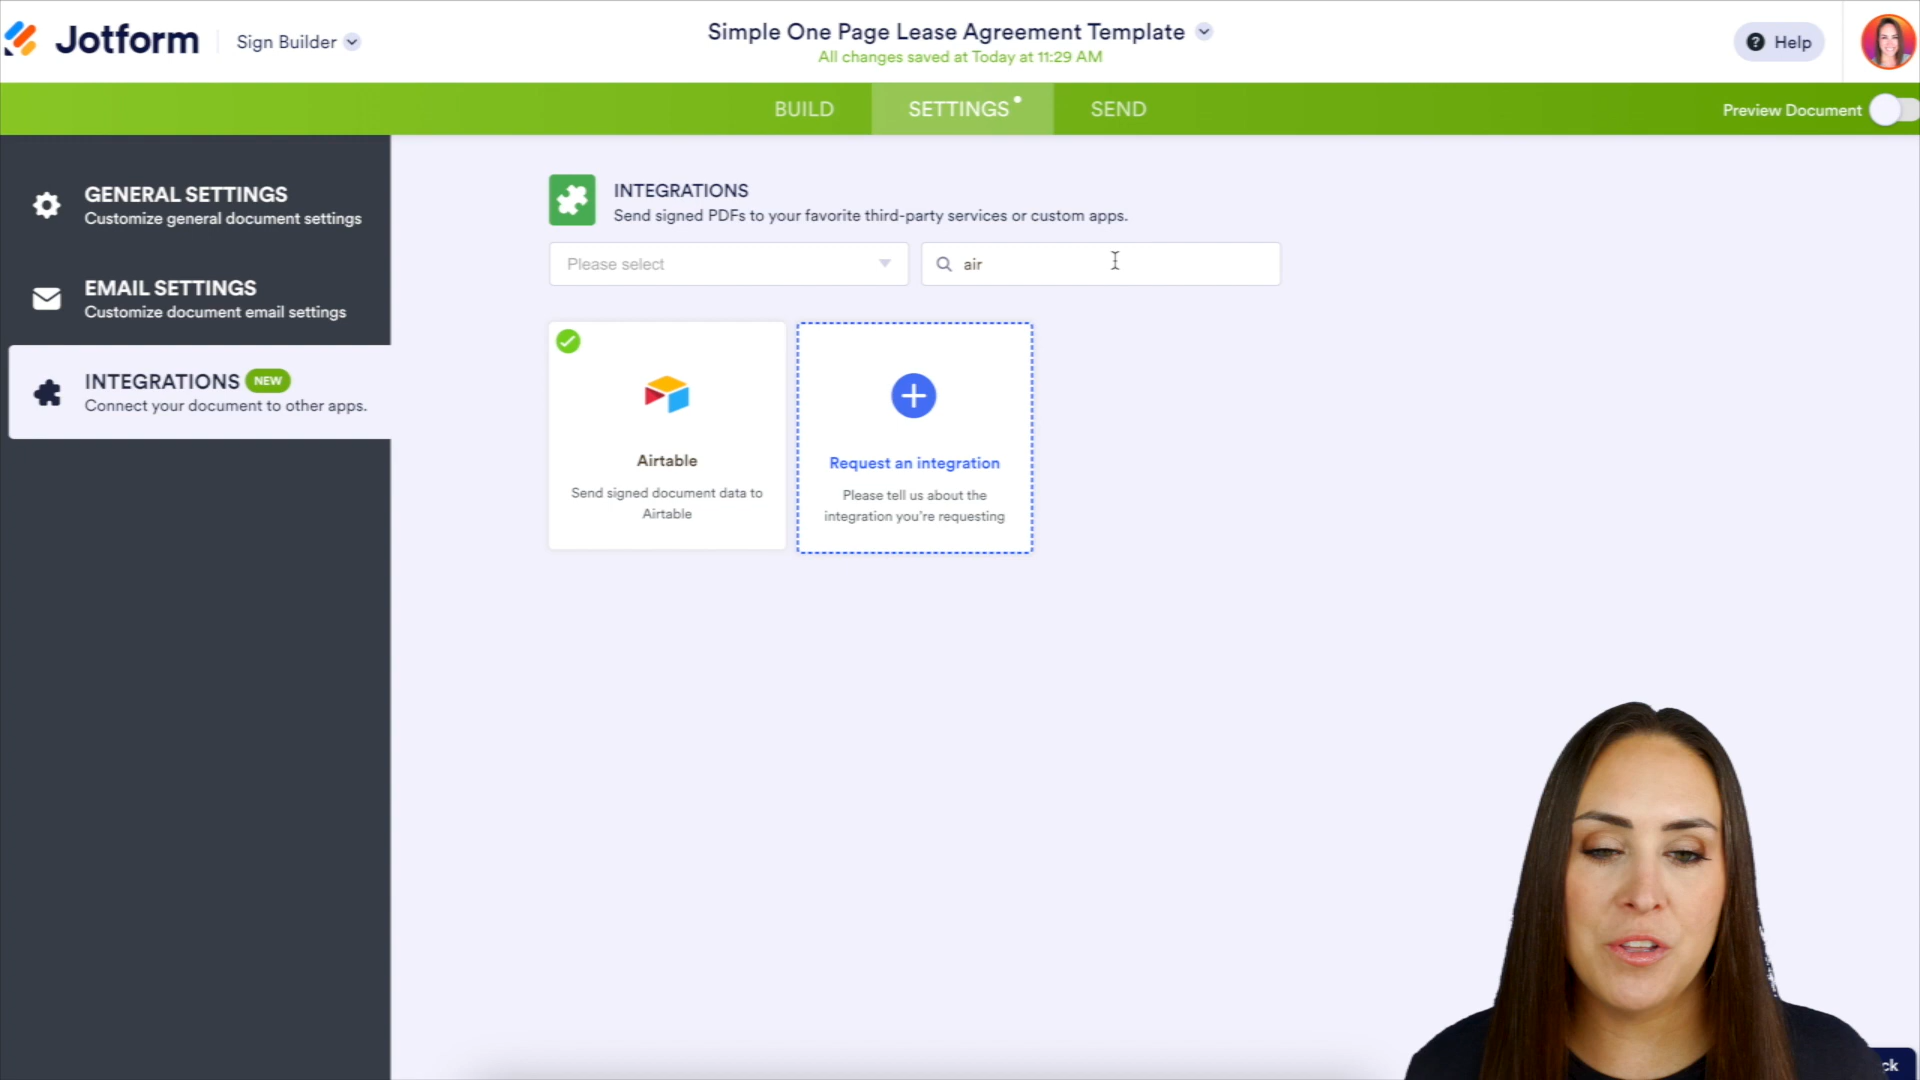 Jotform
Sign Builder
Simple One Page Lease Agreement Template
All changes saved at Today at 11:29 AM
Help
BUILD
SETTINGS
SEND
Preview Document
GENERAL SETTINGS
Customize general document settings
EMAIL SETTINGS
Customize document email settings
INTEGRATIONS NEW
Connect your document to other apps.
INTEGRATIONS
Send signed PDFs to your favorite third-party services or custom apps.
Please select
air
Airtable
Send signed document data to
Airtable
Request an integration
Please tell us about the
integration you're requesting